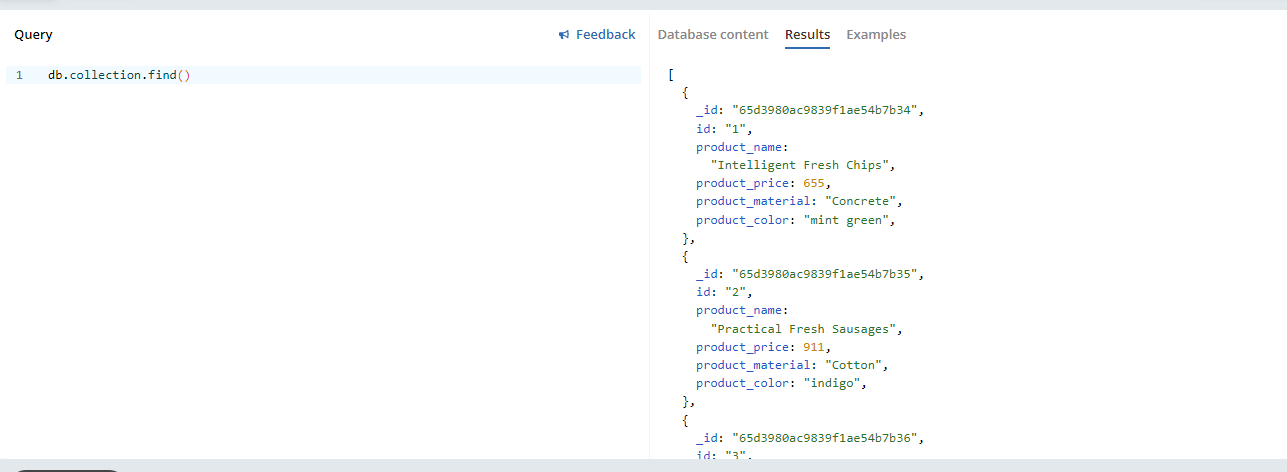 Query
Feedback
Database content Results Examples
1 db.collection.find()
[
{
_id: "65d3980ac9839f1ae54b7b34",
id: "1",
product_name:
"Intelligent Fresh Chips",
product_price: 655,
product_material: "Concrete",
product_color: "mint green",
},
{
_id: "65d3980ac9839f1ae54b7b35",
id: "2",
product_name:
"Practical Fresh Sausages",
product_price: 911,
product_material: "Cotton",
product_color: "indigo",
},
{
_id: "65d3980ac9839f1ae54b7b36",
id: "3",